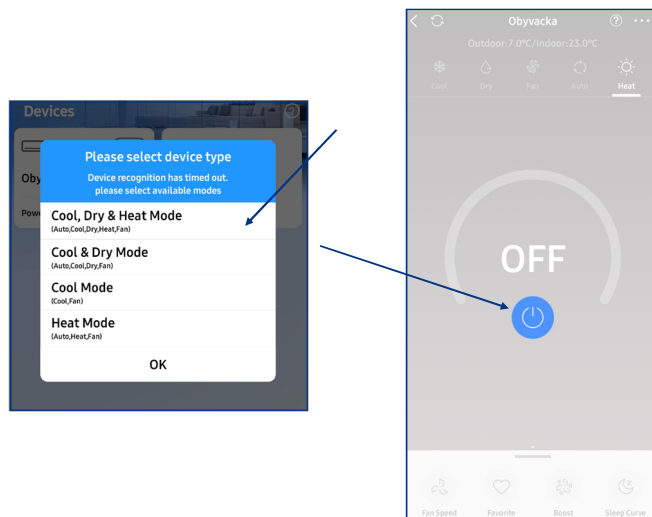 Devices
Oby
Powe
Please select device type
Device recognition has timed out.
please select available modes
Cool, Dry & Heat Mode
(Auto,Cool,Dry,Heat,Fan)
Cool & Dry Mode
(Auto,Cool,Dry,Fan)
Cool Mode
(Cool,Fan)
Heat Mode
(Auto,Heat,Fan)
OK
Obyvacka
Outdoor:7.0°C/Indoor:23.0°C
Cool Dry Fan Auto Heat
OFF
Fan Speed Favorite Boost Sleep Curve